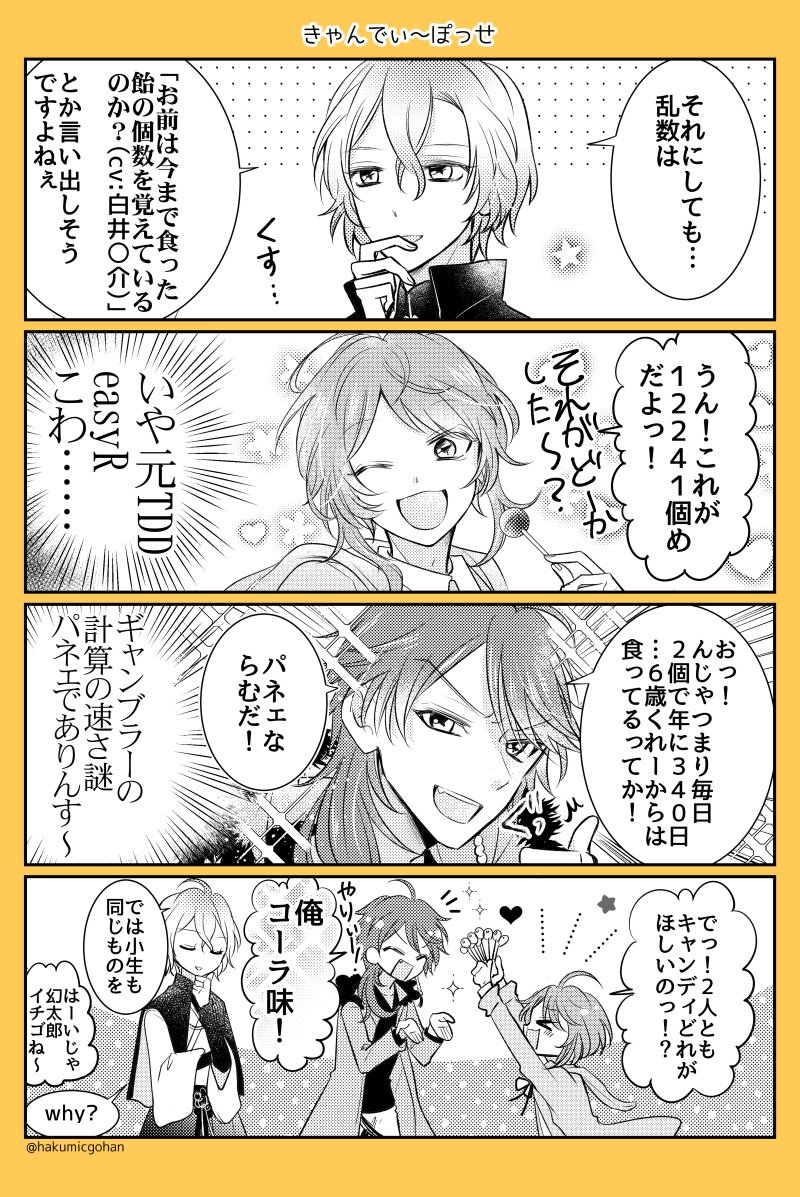 きゃんでぃ～ぽっせ
それにしても…
乱数は
「お前は今まで食った
飴の個数を覚えている
のか？(cv:白井〇介)」
とか言い出しそう
ですよねぇ
くす…
うん！これが
１２２４１個め
だよっ！
それがどーか
した～？
いや元TDD
easyR
こわ……
おっ！
んじゃつまり毎日
２個で年に３４０日
…６歳くれーからは
食ってるってか！
パネェな
らむだ！
ぐっ
ギャンブラーの
計算の速さ謎
パネエでありんす～
でっ！２人とも
キャンディどれが
ほしいのっ！？
やりぃー！
俺
コーラ味！
では小生も
同じものを
はーいじゃ
幻太郎
イチゴね～
why?
@hakumicgohan